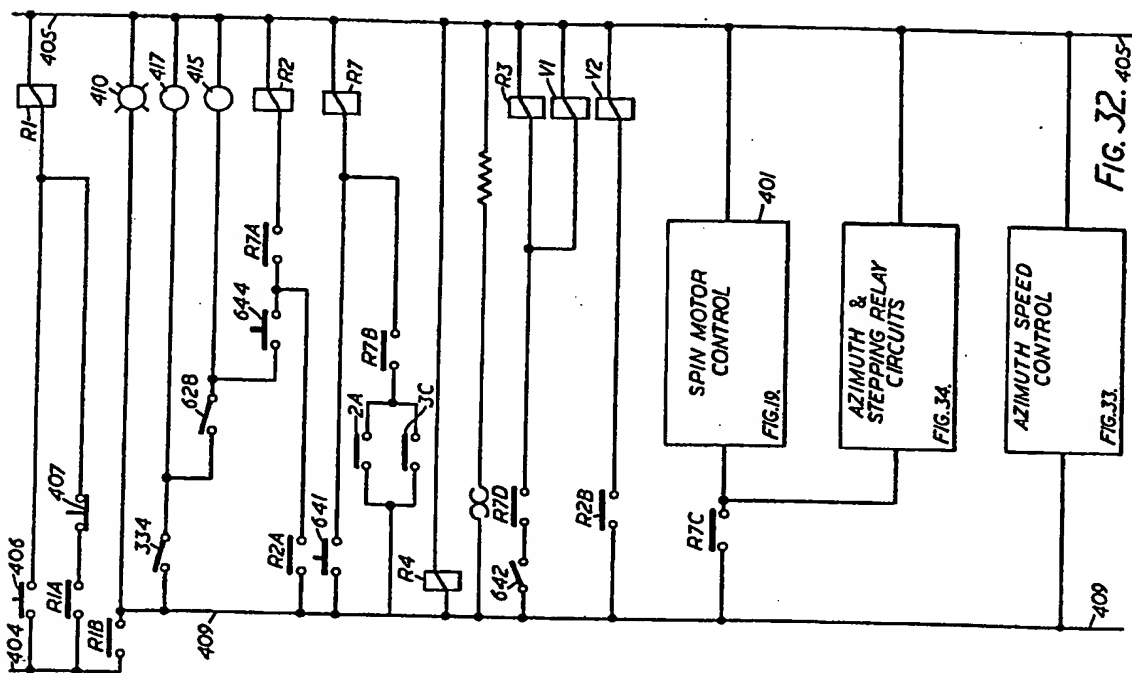 405
R1
410
417
415
R2
R7
R3
V1
V2
405
FIG. 32.
R7A
644
628
R7B
2A
3C
401
SPIN MOTOR
CONTROL
FIG.19.
AZIMUTH &
STEPPING RELAY
CIRCUITS
FIG.34.
AZIMUTH SPEED
CONTROL
FIG.33.
407
334
R2A
641
R4
R7D
642
R2B
R7C
404
406
R1A
R1B
409
409